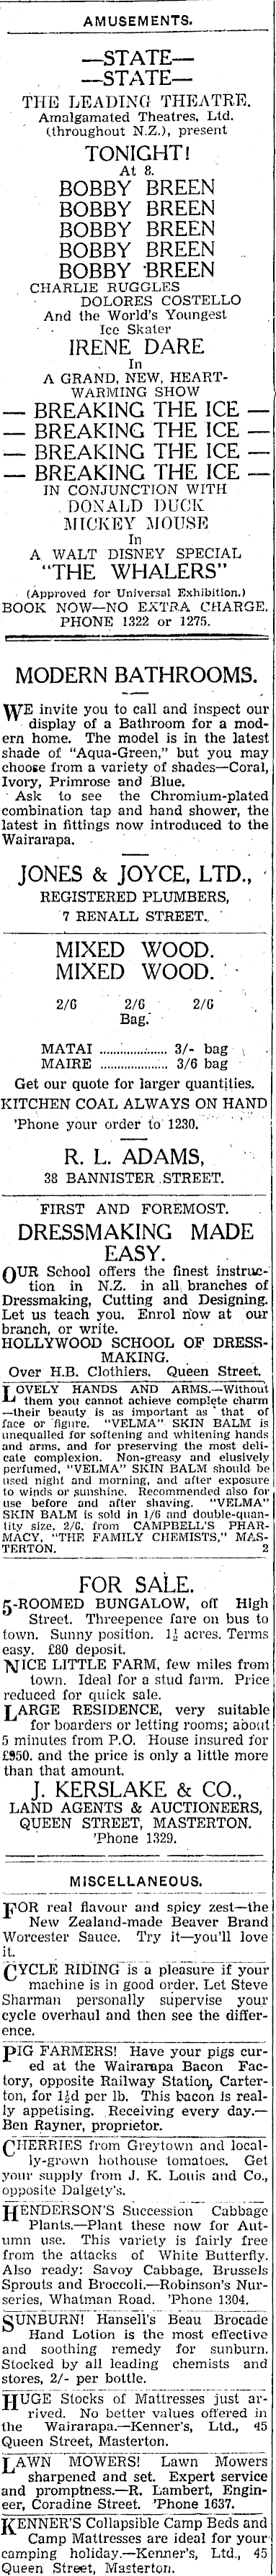 AMUSEMENTS.
—STATE—
—STATE—
THE LEADING THEATRE.
Amalgamated Theatres, Ltd.
(throughout N.Z.), present
TONIGHT!
At 8.
BOBBY BREEN
BOBBY BREEN
BOBBY BREEN
BOBBY BREEN
BOBBY BREEN
CHARLIE RUGGLES
DOLORES COSTELLO
And the World's Youngest
Ice Skater
IRENE DARE
In
A GRAND, NEW, HEART-
WARMING SHOW
— BREAKING THE ICE —
— BREAKING THE ICE —
— BREAKING THE ICE —
— BREAKING THE ICE —
IN CONJUNCTION WITH
DONALD DUCK
MICKEY MOUSE
In
A WALT DISNEY SPECIAL
"THE WHALERS"
(Approved for Universal Exhibition.)
BOOK NOW—NO EXTRA CHARGE.
PHONE 1322 or 1275.
MODERN BATHROOMS.
WE invite you to call and inspect our
display of a Bathroom for a mod-
ern home. The model is in the latest
shade of "Aqua-Green," but you may
choose from a variety of shades—Coral,
Ivory, Primrose and Blue.
Ask to see the Chromium-plated
combination tap and hand shower, the
latest in fittings now introduced to the
Wairarapa.
JONES & JOYCE, LTD.,
REGISTERED PLUMBERS,
7 RENALL STREET.
MIXED WOOD.
MIXED WOOD.
2/6 2/6 2/6
Bag.
MATAI ................. 3/- bag
MAIRE ................. 3/6 bag
Get our quote for larger quantities.
KITCHEN COAL ALWAYS ON HAND
'Phone your order to 1230.
R. L. ADAMS,
38 BANNISTER STREET.
FIRST AND FOREMOST.
DRESSMAKING MADE
EASY.
OUR School offers the finest instruc-
tion in N.Z. in all branches of
Dressmaking, Cutting and Designing.
Let us teach you. Enrol now at our
branch, or write.
HOLLYWOOD SCHOOL OF DRESS-
MAKING.
Over H.B. Clothiers, Queen Street.
LOVELY HANDS AND ARMS.—Without
them you cannot achieve complete charm
—their beauty is as important as that of
face or figure. "VELMA" SKIN BALM is
unequalled for softening and whitening hands
and arms, and for preserving the most deli-
cate complexion. Non-greasy and elusively
perfumed, "VELMA" SKIN BALM should be
used night and morning, and after exposure
to winds or sunshine. Recommended also for
use before and after shaving. "VELMA"
SKIN BALM is sold in 1/6 and double-quan-
tity size, 2/6, from CAMPBELL'S PHAR-
MACY, "THE FAMILY CHEMISTS," MAS-
TERTON. 2
FOR SALE.
5-ROOMED BUNGALOW, off High
Street. Threepence fare on bus to
town. Sunny position. 1½ acres. Terms
easy. £80 deposit.
NICE LITTLE FARM, few miles from
town. Ideal for a stud farm. Price
reduced for quick sale.
LARGE RESIDENCE, very suitable
for boarders or letting rooms; about
5 minutes from P.O. House insured for
£950. and the price is only a little more
than that amount.
J. KERSLAKE & CO.,
LAND AGENTS & AUCTIONEERS,
QUEEN STREET, MASTERTON.
'Phone 1329.
MISCELLANEOUS.
FOR real flavour and spicy zest—the
New Zealand-made Beaver Brand
Worcester Sauce. Try it—you'll love
it.
CYCLE RIDING is a pleasure if your
machine is in good order. Let Steve
Sharman personally supervise your
cycle overhaul and then see the differ-
ence.
PIG FARMERS! Have your pigs cur-
ed at the Wairarapa Bacon Fac-
tory, opposite Railway Station, Carter-
ton, for 1½d per lb. This bacon is real-
ly appetising. Receiving every day.—
Ben Rayner, proprietor.
CHERRIES from Greytown and local-
ly-grown hothouse tomatoes. Get
your supply from J. K. Louis and Co.,
opposite Dalgety's.
HENDERSON'S Succession Cabbage
Plants.—Plant these now for Aut-
umn use. This variety is fairly free
from the attacks of White Butterfly.
Also ready: Savoy Cabbage, Brussels
Sprouts and Broccoli.—Robinson's Nur-
series, Whatman Road. 'Phone 1304.
SUNBURN! Hansell's Beau Brocade
Hand Lotion is the most effective
and soothing remedy for sunburn.
Stocked by all leading chemists and
stores, 2/- per bottle.
HUGE Stocks of Mattresses just ar-
rived. No better values offered in
the Wairarapa.—Kenner's, Ltd., 45
Queen Street, Masterton.
LAWN MOWERS! Lawn Mowers
sharpened and set. Expert service
and promptness.—R. Lambert, Engin-
eer, Coradine Street. 'Phone 1637.
KENNER'S Collapsible Camp Beds and
Camp Mattresses are ideal for your
camping holiday.—Kenner's, Ltd., 45
Queen Street, Masterton.